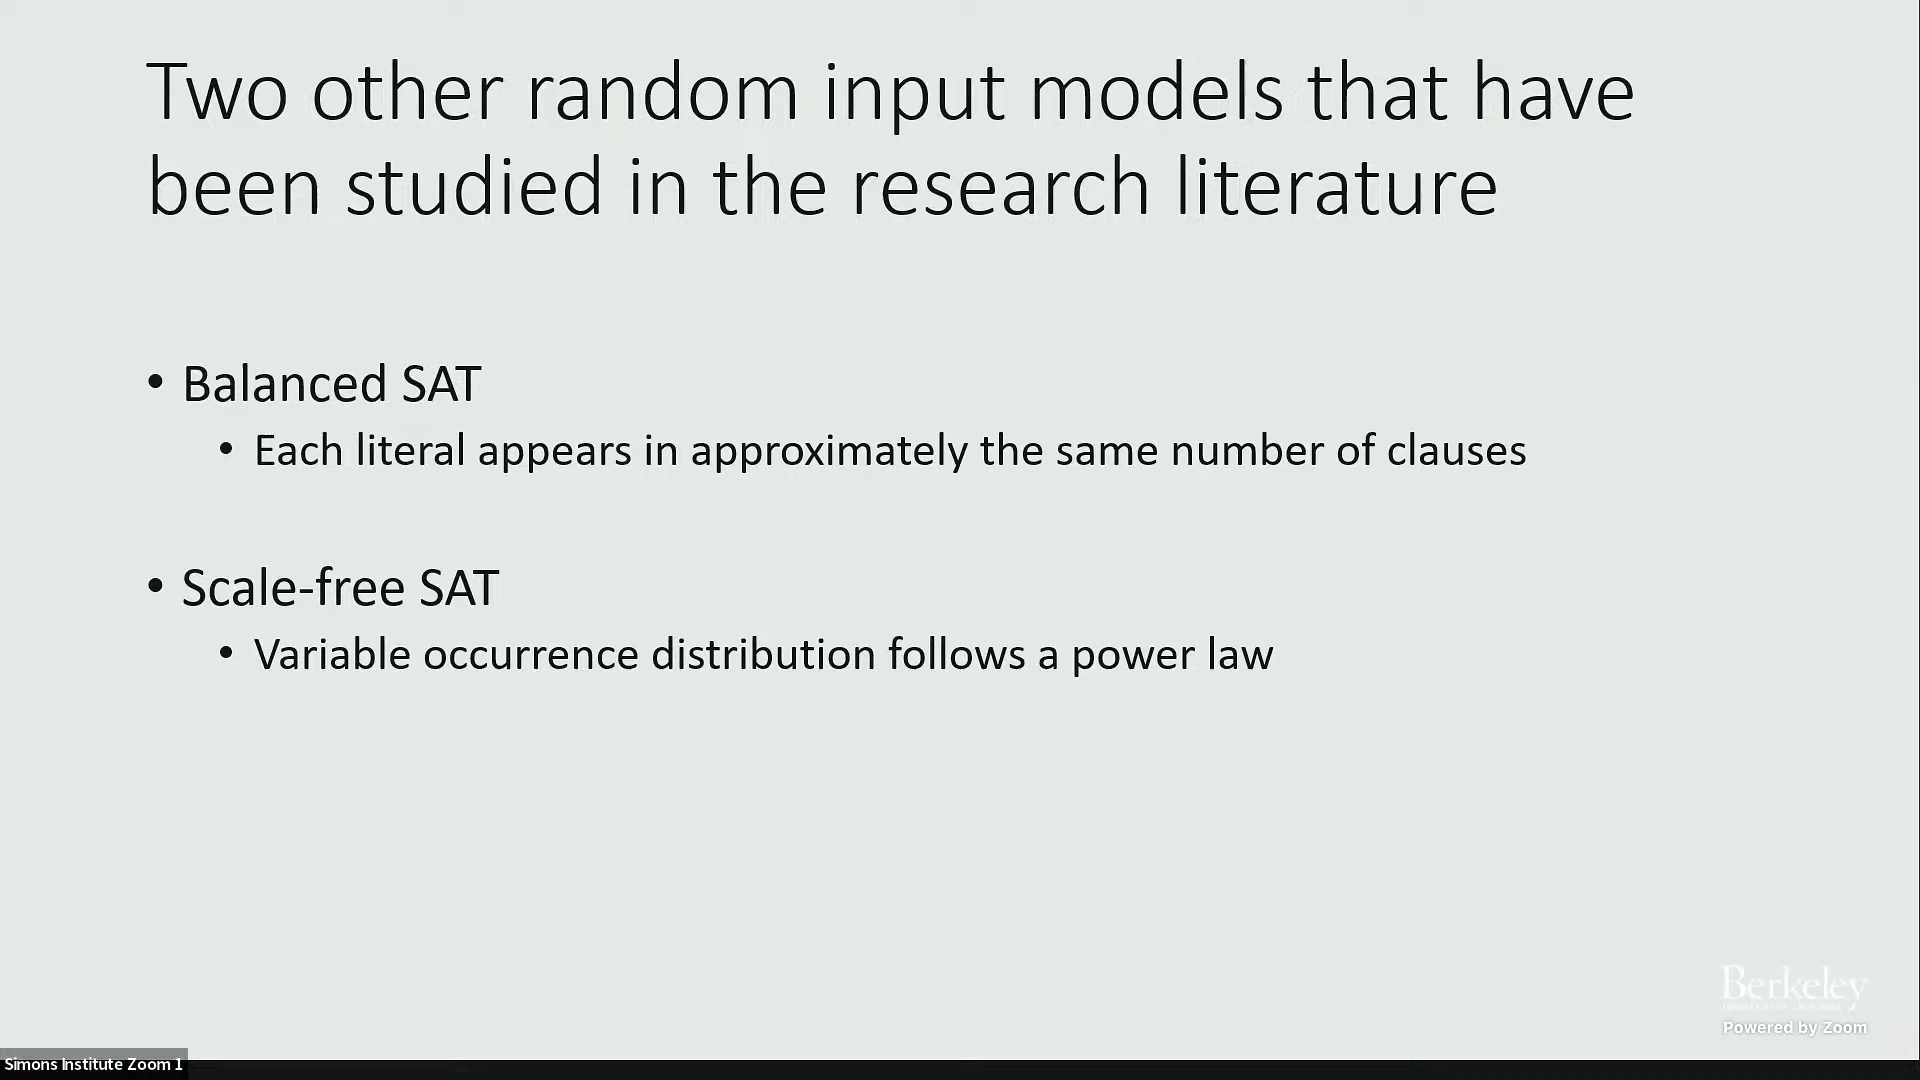 Two other random input models that have
been studied in the research literature
• Balanced SAT
• Each literal appears in approximately the same number of clauses
• Scale-free SAT
• Variable occurrence distribution follows a power law
Berkeley
Powered by Zoom
Simons Institute Zoom 1